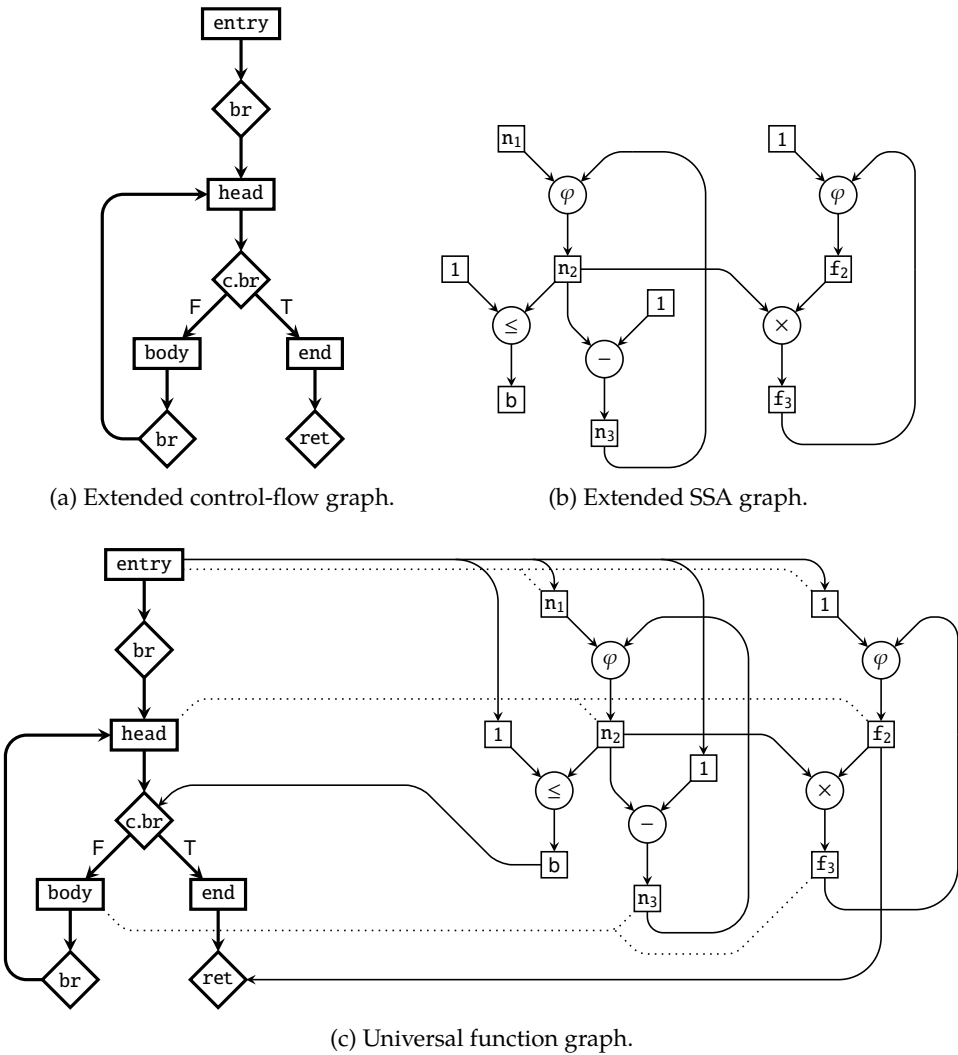 entry
br
head
c.br
F T
body end
br ret
(a) Extended control-flow graph.
n₁ 1
φ φ
1 n₂ f₂
1
≤ ×
−
b f₃
n₃
(b) Extended SSA graph.
entry
n₁ 1
br φ φ
head 1 n₂ f₂
1
c.br ≤ ×
−
F T
b f₃
body end n₃
br ret
(c) Universal function graph.